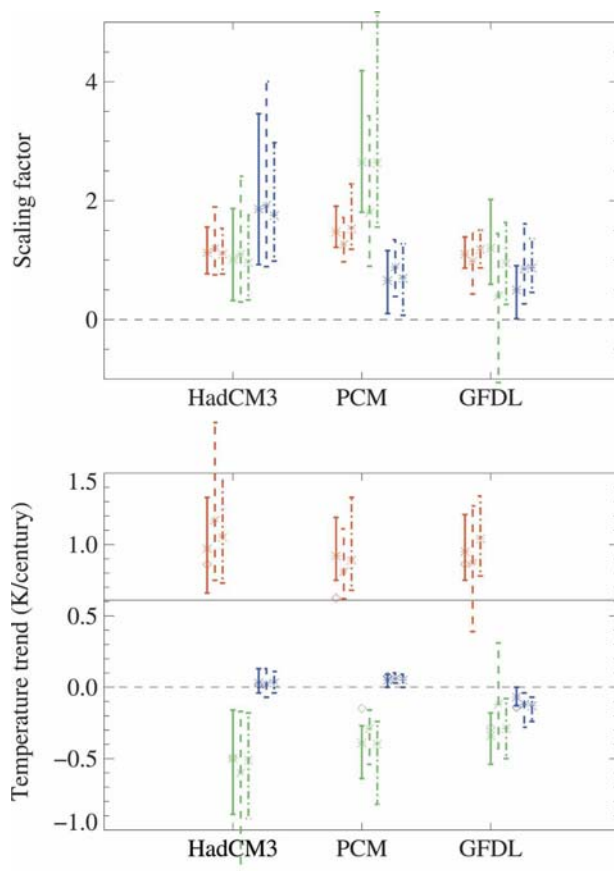 Scaling factor
4
2
0
HadCM3 PCM GFDL
Temperature trend (K/century)
1.5
1.0
0.5
0.0
−0.5
−1.0
HadCM3 PCM GFDL